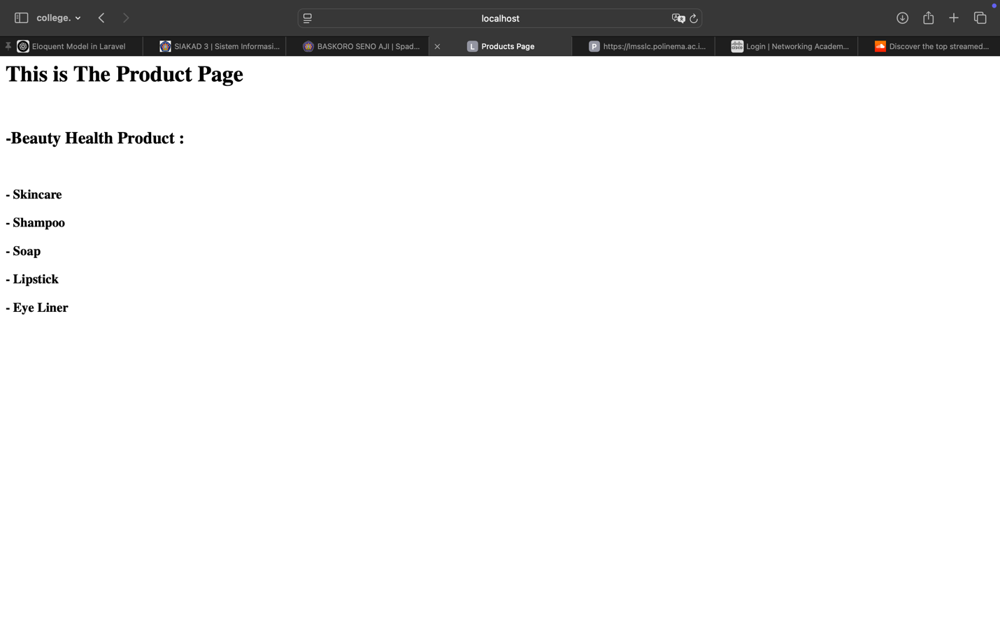 college.
localhost
Eloquent Model in Laravel
SIAKAD 3 | Sistem Informasi...
BASKORO SENO AJI | Spad...
L Products Page
P https://lmsslc.polinema.ac.i...
Login | Networking Academ...
Discover the top streamed...
This is The Product Page
-Beauty Health Product :
- Skincare
- Shampoo
- Soap
- Lipstick
- Eye Liner